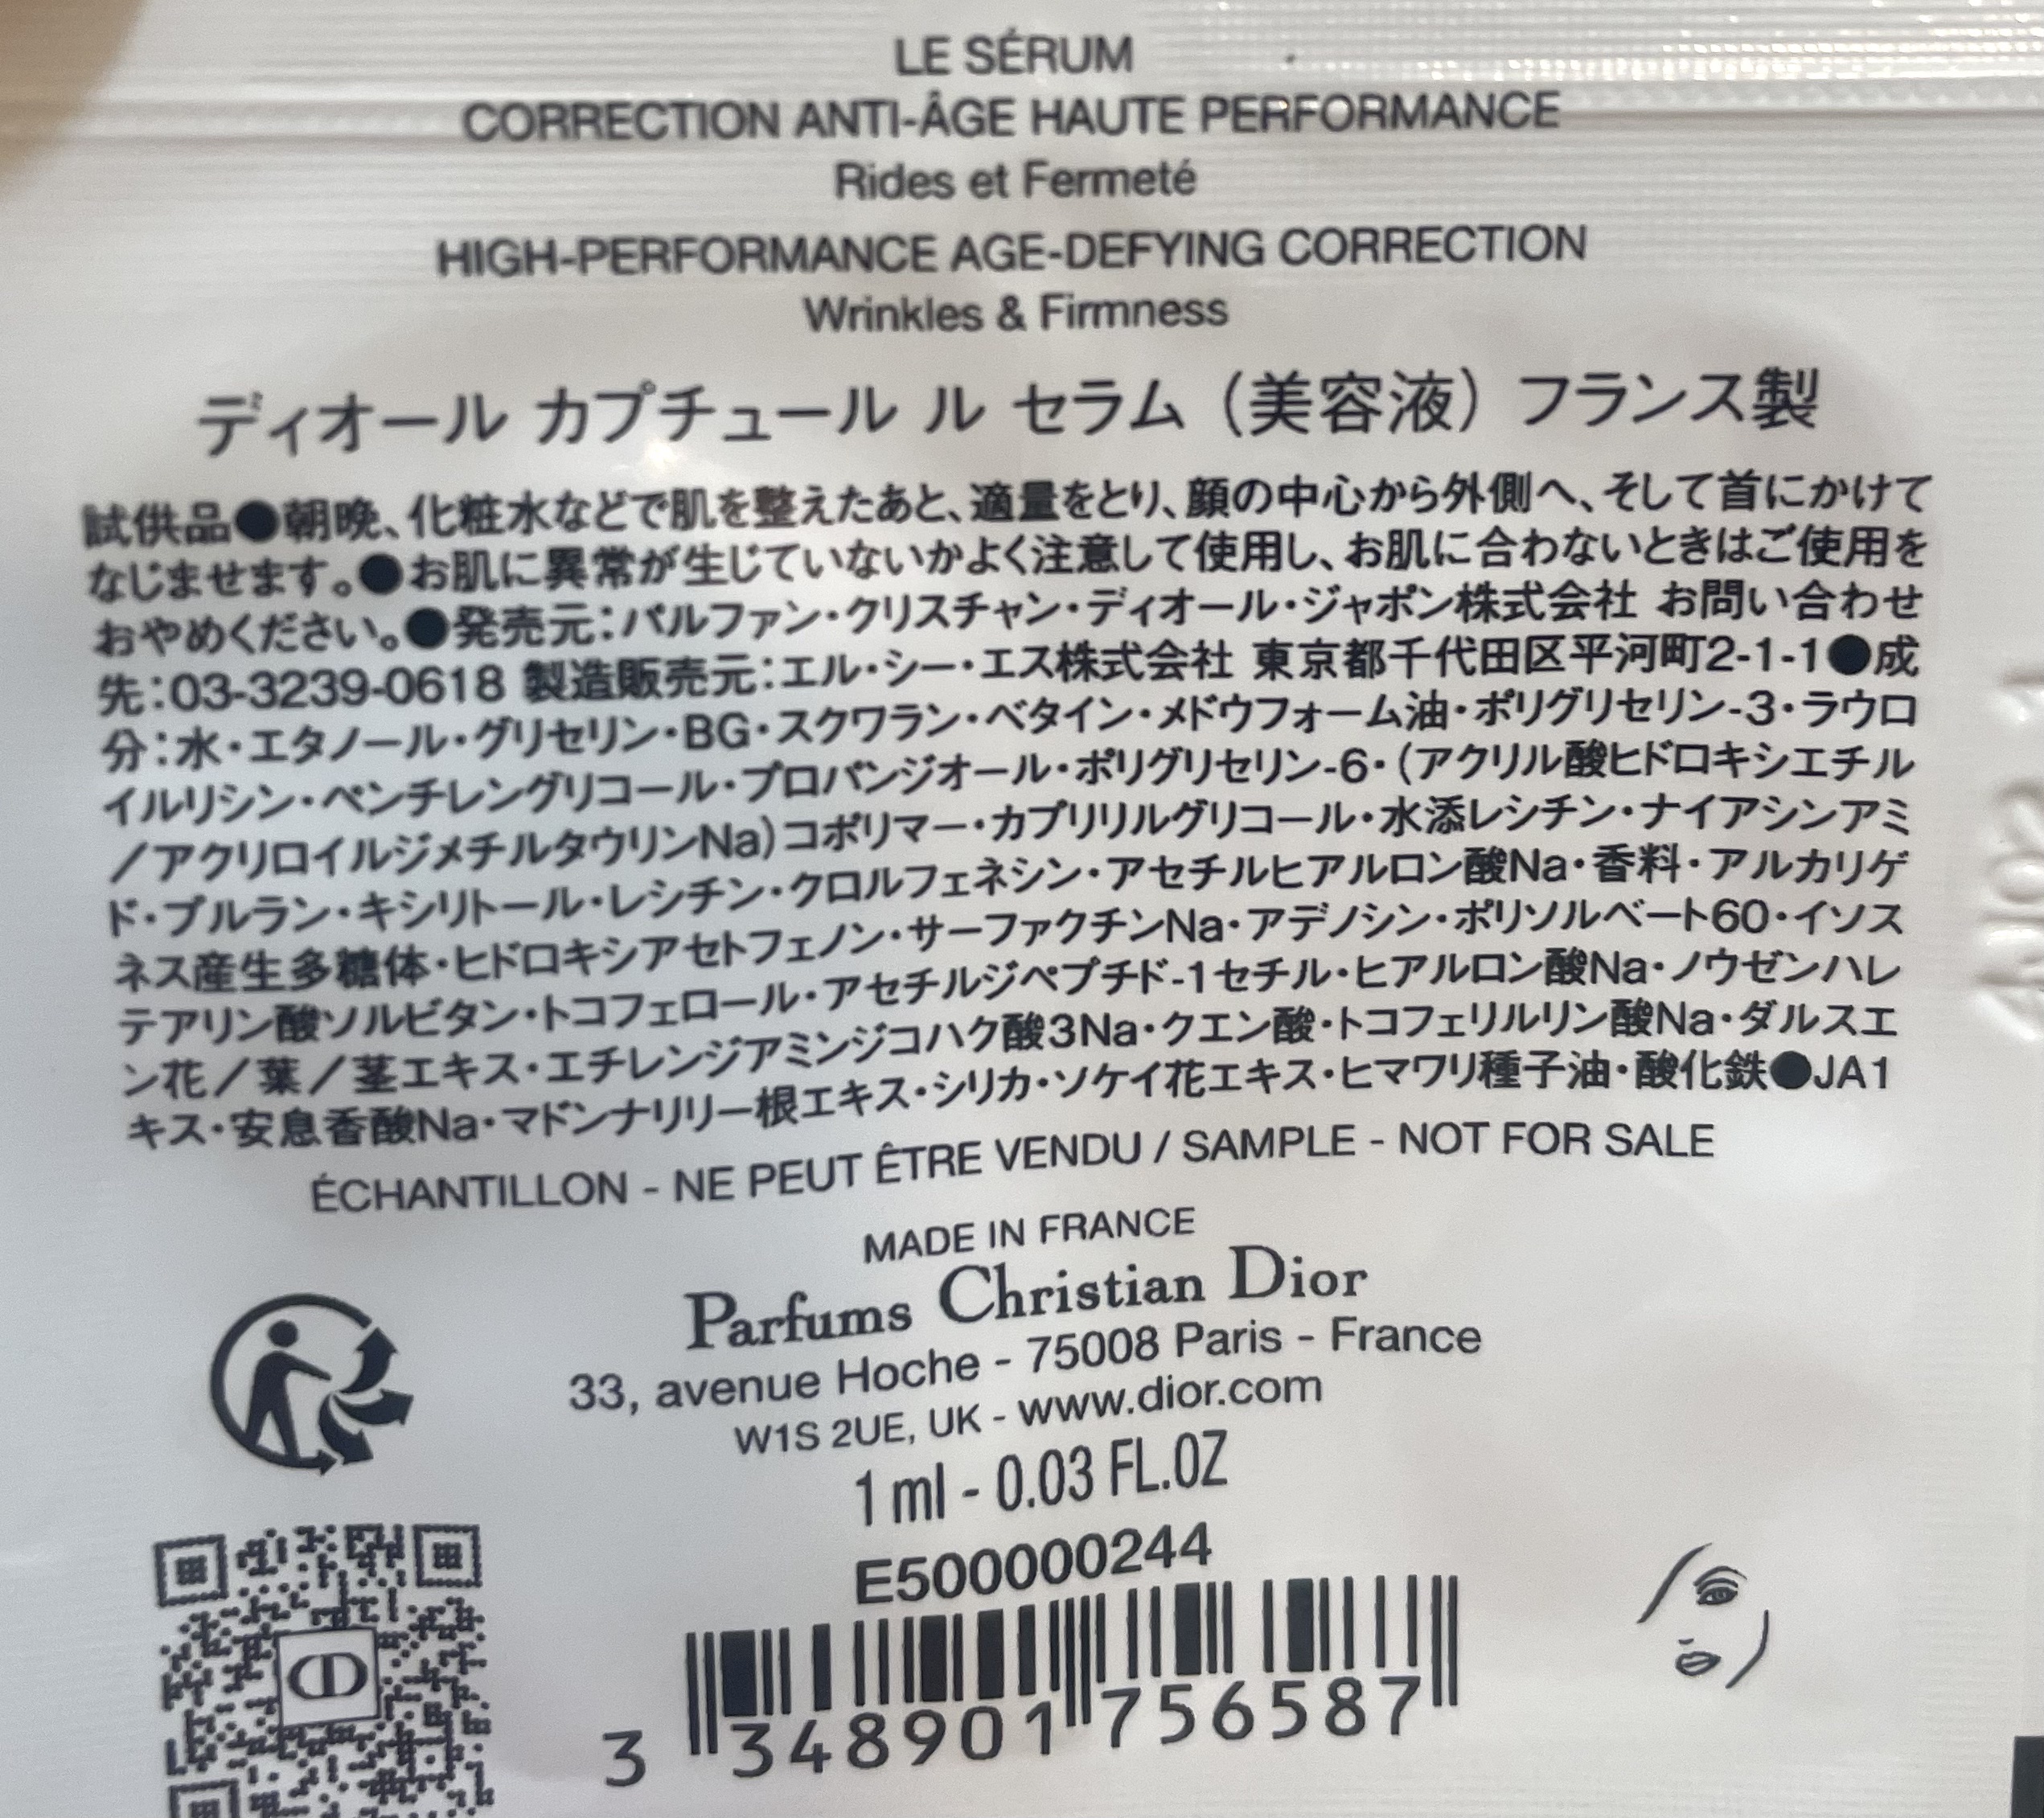 LE SÉRUM
CORRECTION ANTI-ÂGE HAUTE PERFORMANCE
Rides et Fermeté
HIGH-PERFORMANCE AGE-DEFYING CORRECTION
Wrinkles & Firmness
ディオール カプチュール ル セラム（美容液）フランス製
試供品●朝晩、化粧水などで肌を整えたあと、適量をとり、顔の中心から外側へ、そして首にかけて
なじませます。●お肌に異常が生じていないかよく注意して使用し、お肌に合わないときはご使用を
おやめください。●発売元：パルファン・クリスチャン・ディオール・ジャポン株式会社 お問い合わせ
先：03-3239-0618 製造販売元：エル・シー・エス株式会社 東京都千代田区平河町2-1-1●成
分：水・エタノール・グリセリン・BG・スクワラン・ベタイン・メドウフォーム油・ポリグリセリン-3・ラウロ
イルリシン・ペンチレングリコール・プロパンジオール・ポリグリセリン-6・(アクリル酸ヒドロキシエチル
／アクリロイルジメチルタウリンNa)コポリマー・カプリリルグリコール・水添レシチン・ナイアシンアミ
ド・プルラン・キシリトール・レシチン・クロルフェネシン・アセチルヒアルロン酸Na・香料・アルカリゲ
ネス産生多糖体・ヒドロキシアセトフェノン・サーファクチンNa・アデノシン・ポリソルベート60・イソス
テアリン酸ソルビタン・トコフェロール・アセチルジペプチド-1セチル・ヒアルロン酸Na・ノウゼンハレ
ン花／葉／茎エキス・エチレンジアミンジコハク酸3Na・クエン酸・トコフェリルリン酸Na・ダルスエ
キス・安息香酸Na・マドンナリリー根エキス・シリカ・ソケイ花エキス・ヒマワリ種子油・酸化鉄●JA1
ÉCHANTILLON - NE PEUT ÊTRE VENDU / SAMPLE - NOT FOR SALE
MADE IN FRANCE
Parfums Christian Dior
33, avenue Hoche - 75008 Paris - France
W1S 2UE, UK - www.dior.com
1 ml - 0.03 FL.OZ
E500000244
3 348901 756587